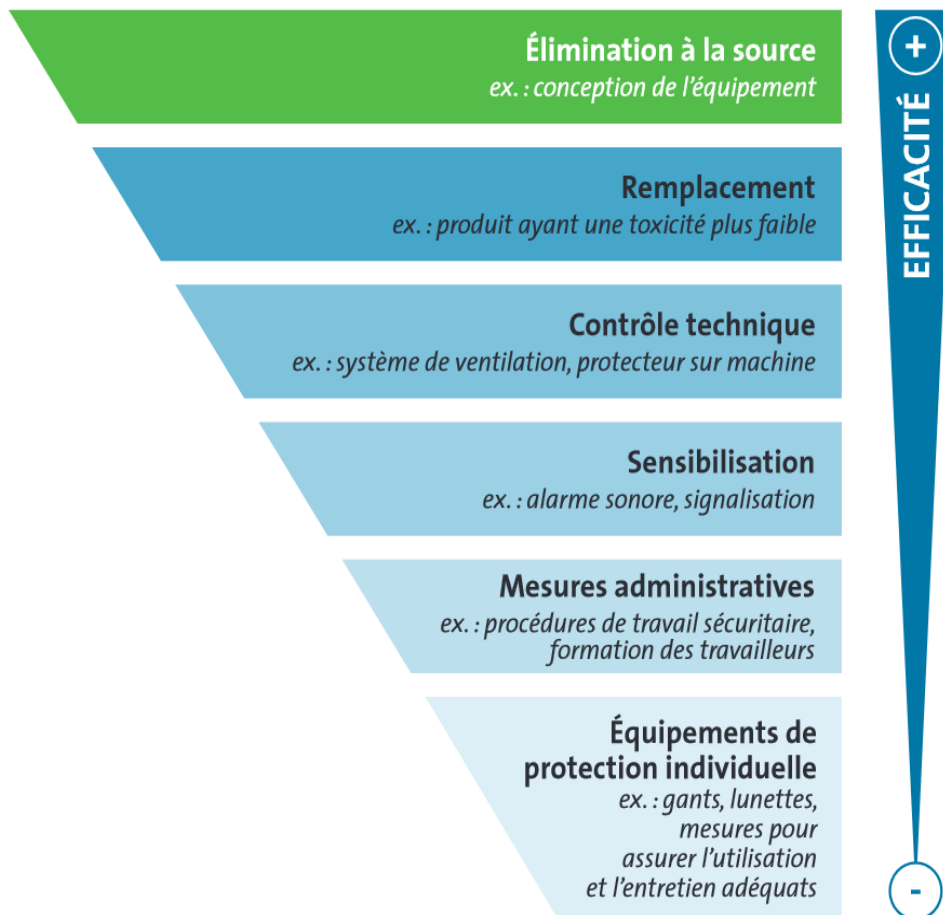 Élimination à la source
ex. : conception de l'équipement
+
EFFICACITÉ
Remplacement
ex. : produit ayant une toxicité plus faible
Contrôle technique
ex. : système de ventilation, protecteur sur machine
Sensibilisation
ex. : alarme sonore, signalisation
Mesures administratives
ex. : procédures de travail sécuritaire,
formation des travailleurs
Équipements de
protection individuelle
ex. : gants, lunettes,
mesures pour
assurer l'utilisation
et l'entretien adéquats
-